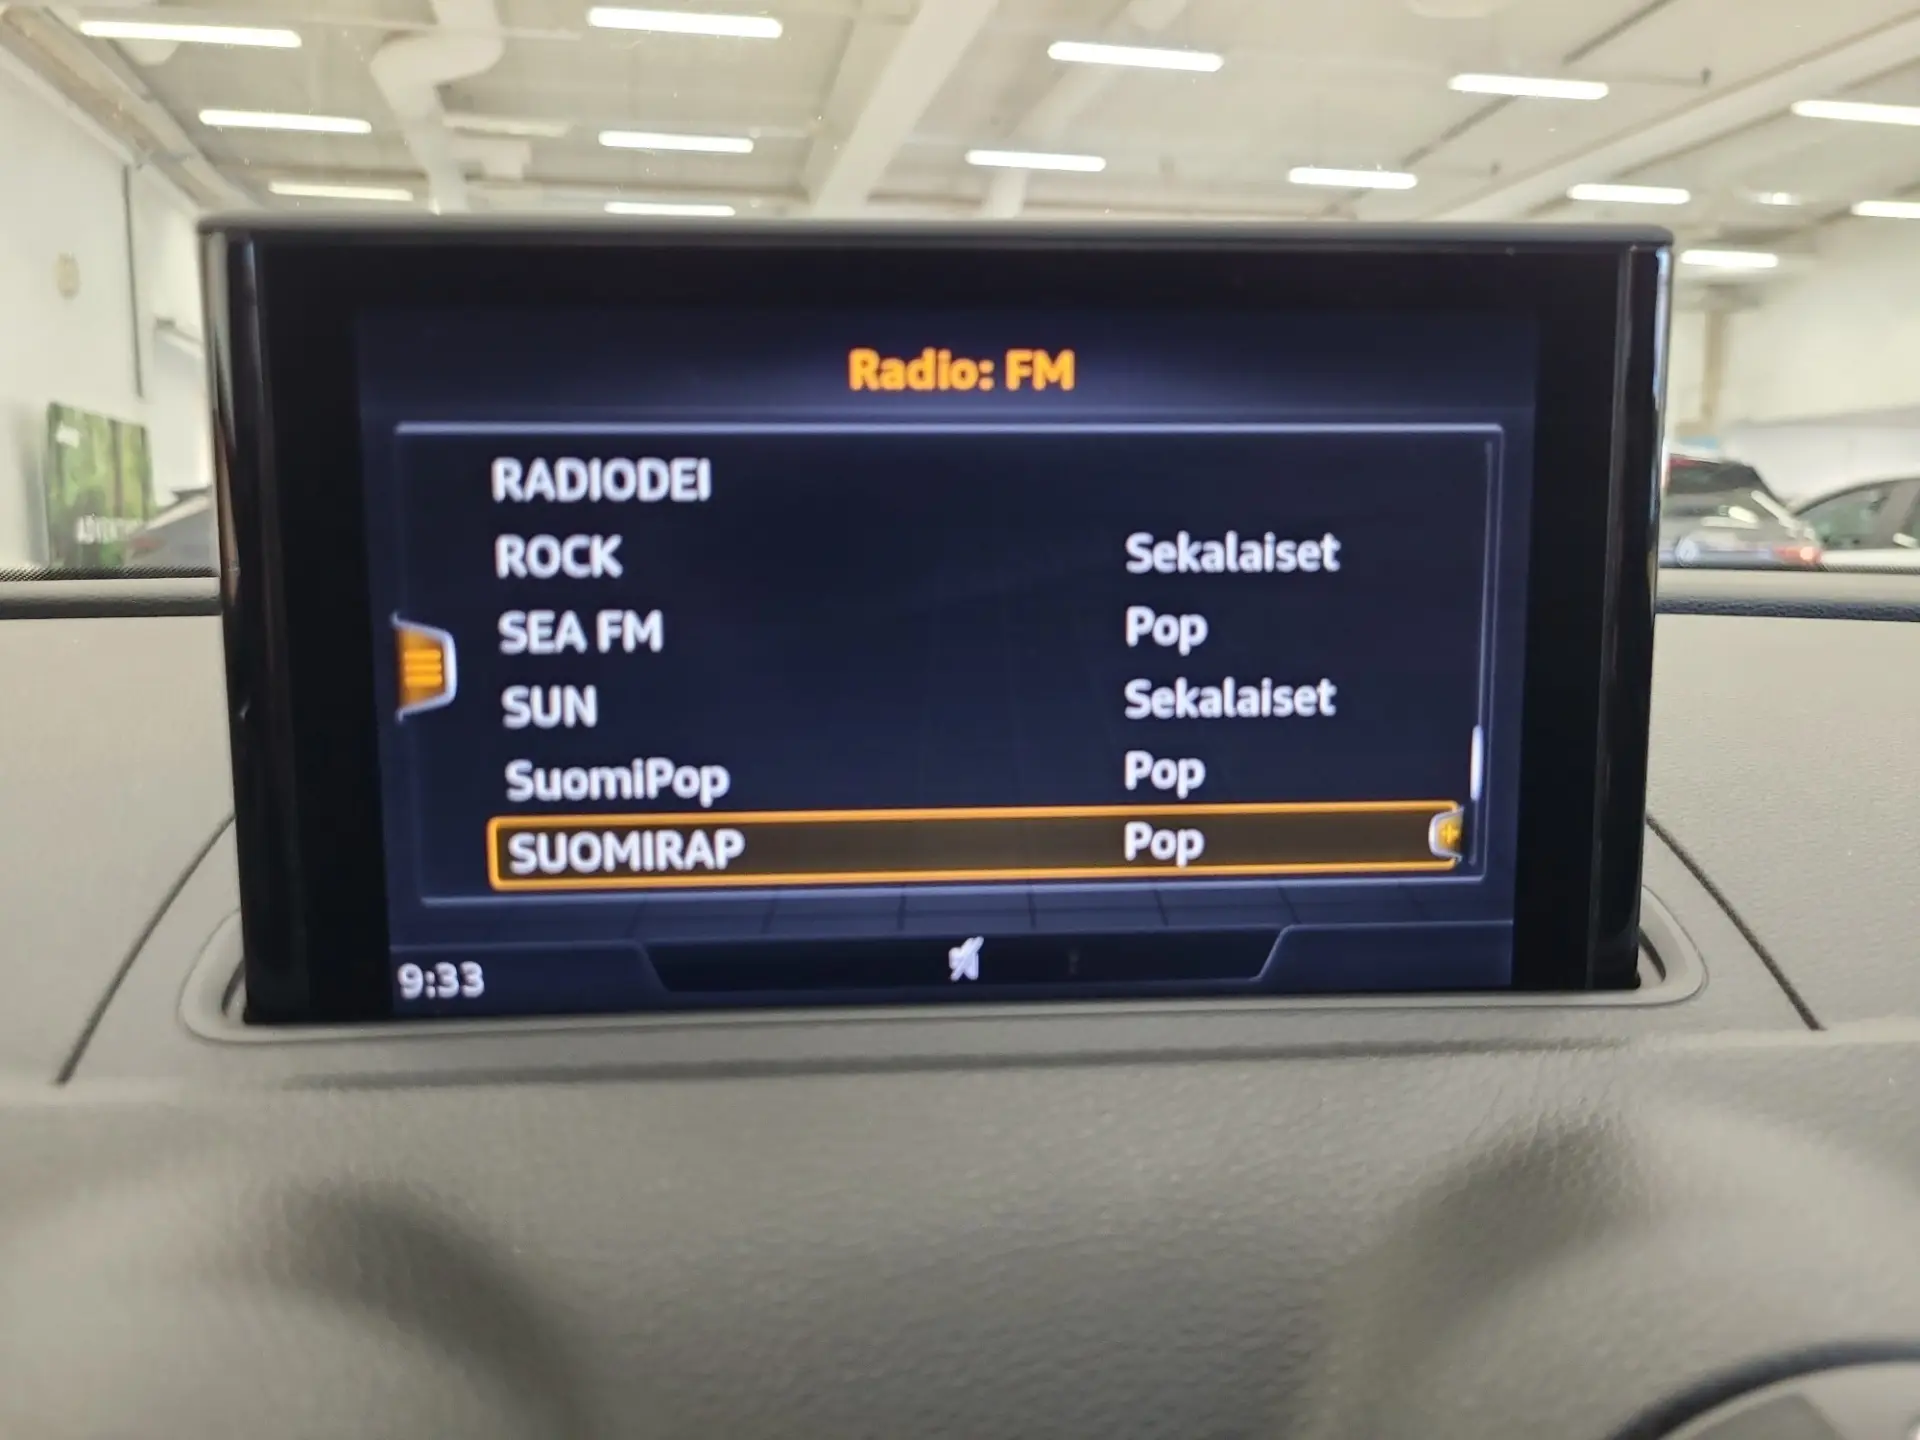 Radio: FM
RADIODEI
ROCK Sekalaiset
SEA FM Pop
SUN Sekalaiset
SuomiPop Pop
SUOMIRAP Pop
9:33